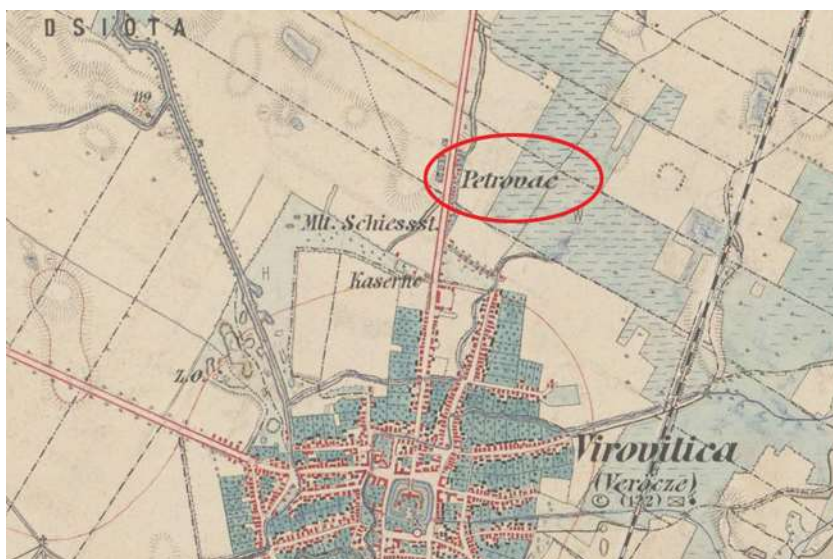 DSIOTA
119
Petrovac
Mlt. Schiessst.
Kaserne
Z.O.
Virovitica
(Verőcze)
(122)